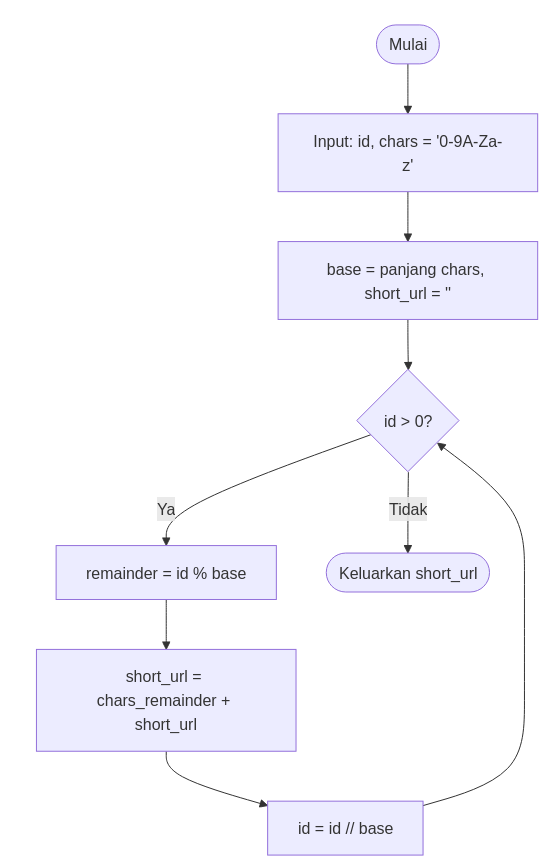 Mulai
Input: id, chars = '0-9A-Za-
z'
base = panjang chars,
short_url = ''
id > 0?
Ya
Tidak
remainder = id % base
Keluarkan short_url
short_url =
chars_remainder +
short_url
id = id // base